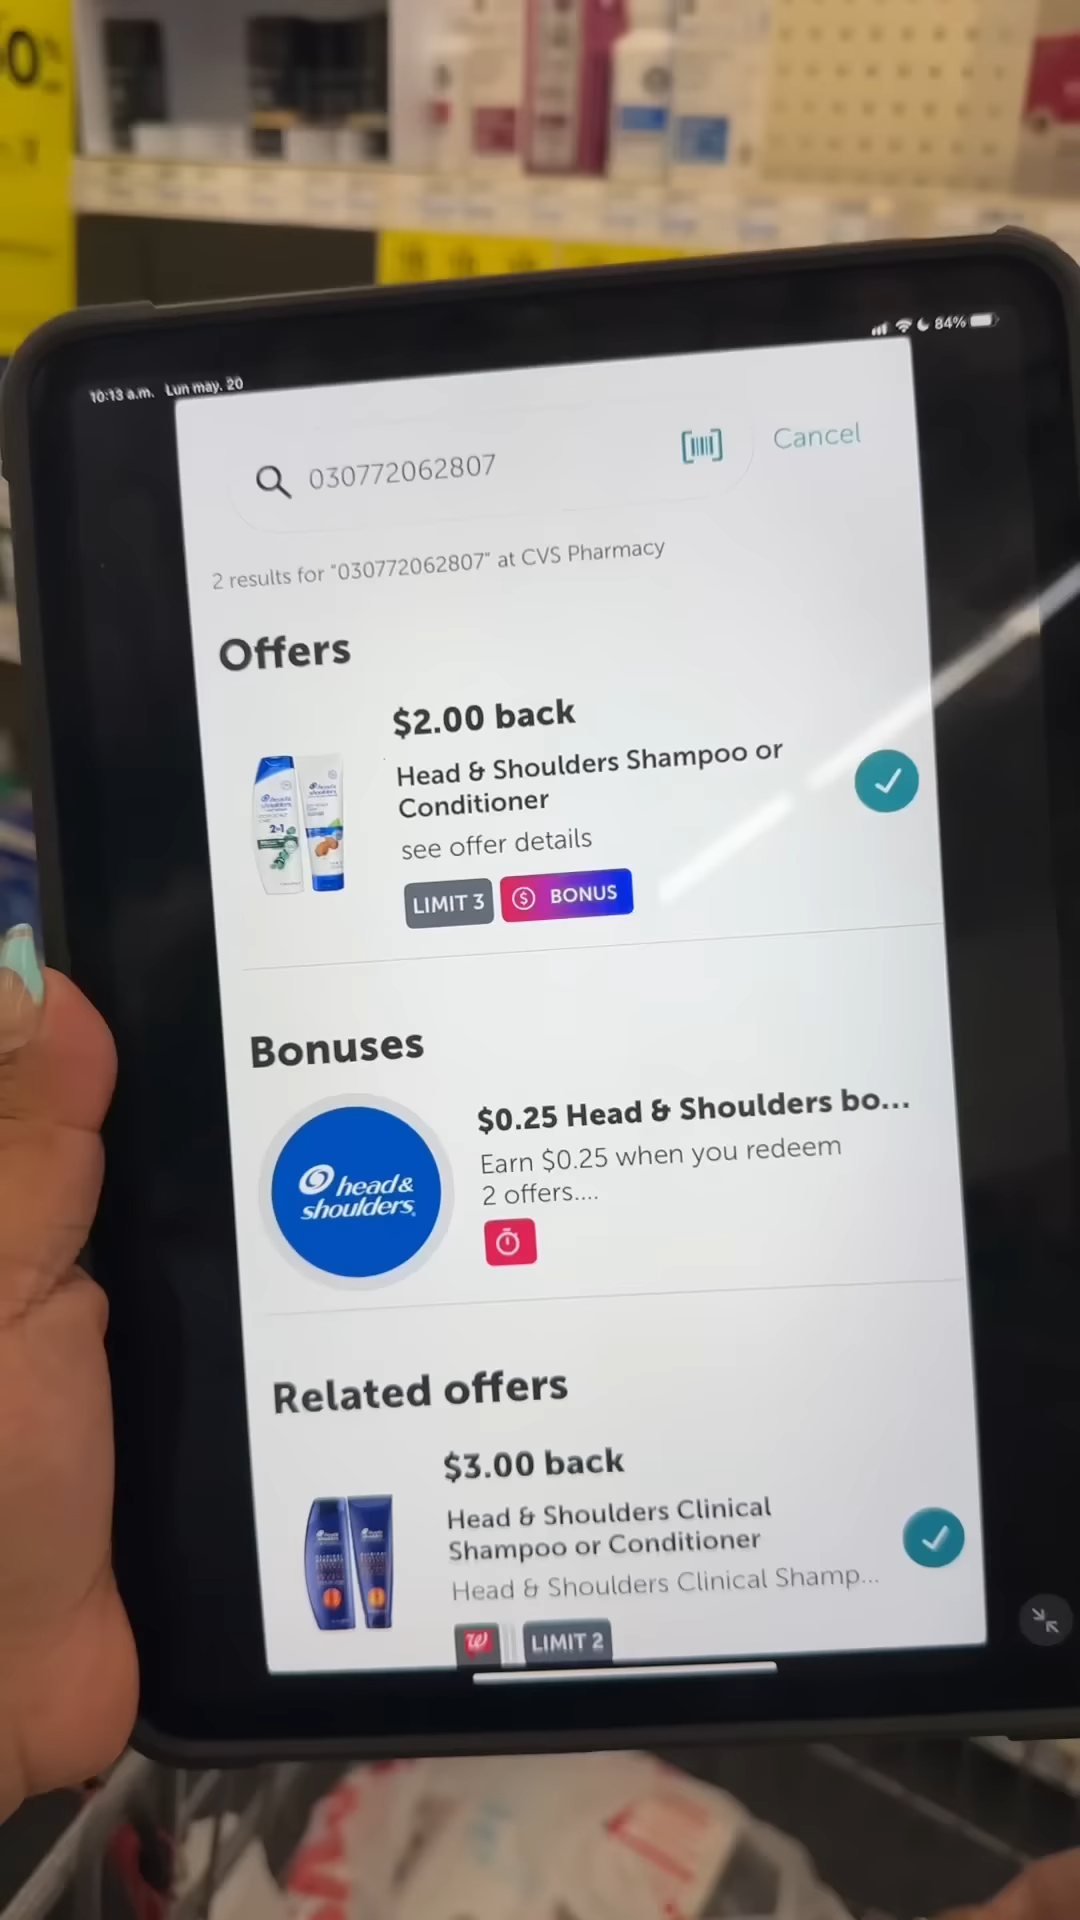 10:13 a.m. Lun may. 20
84%
030772062807
Cancel
2 results for "030772062807" at CVS Pharmacy
Offers
$2.00 back
Head & Shoulders Shampoo or
Conditioner
see offer details
LIMIT 3
$ BONUS
2in1
Bonuses
head &
shoulders
$0.25 Head & Shoulders bo...
Earn $0.25 when you redeem
2 offers....
Related offers
$3.00 back
Head & Shoulders Clinical
Shampoo or Conditioner
Head & Shoulders Clinical Shamp...
W
LIMIT 2